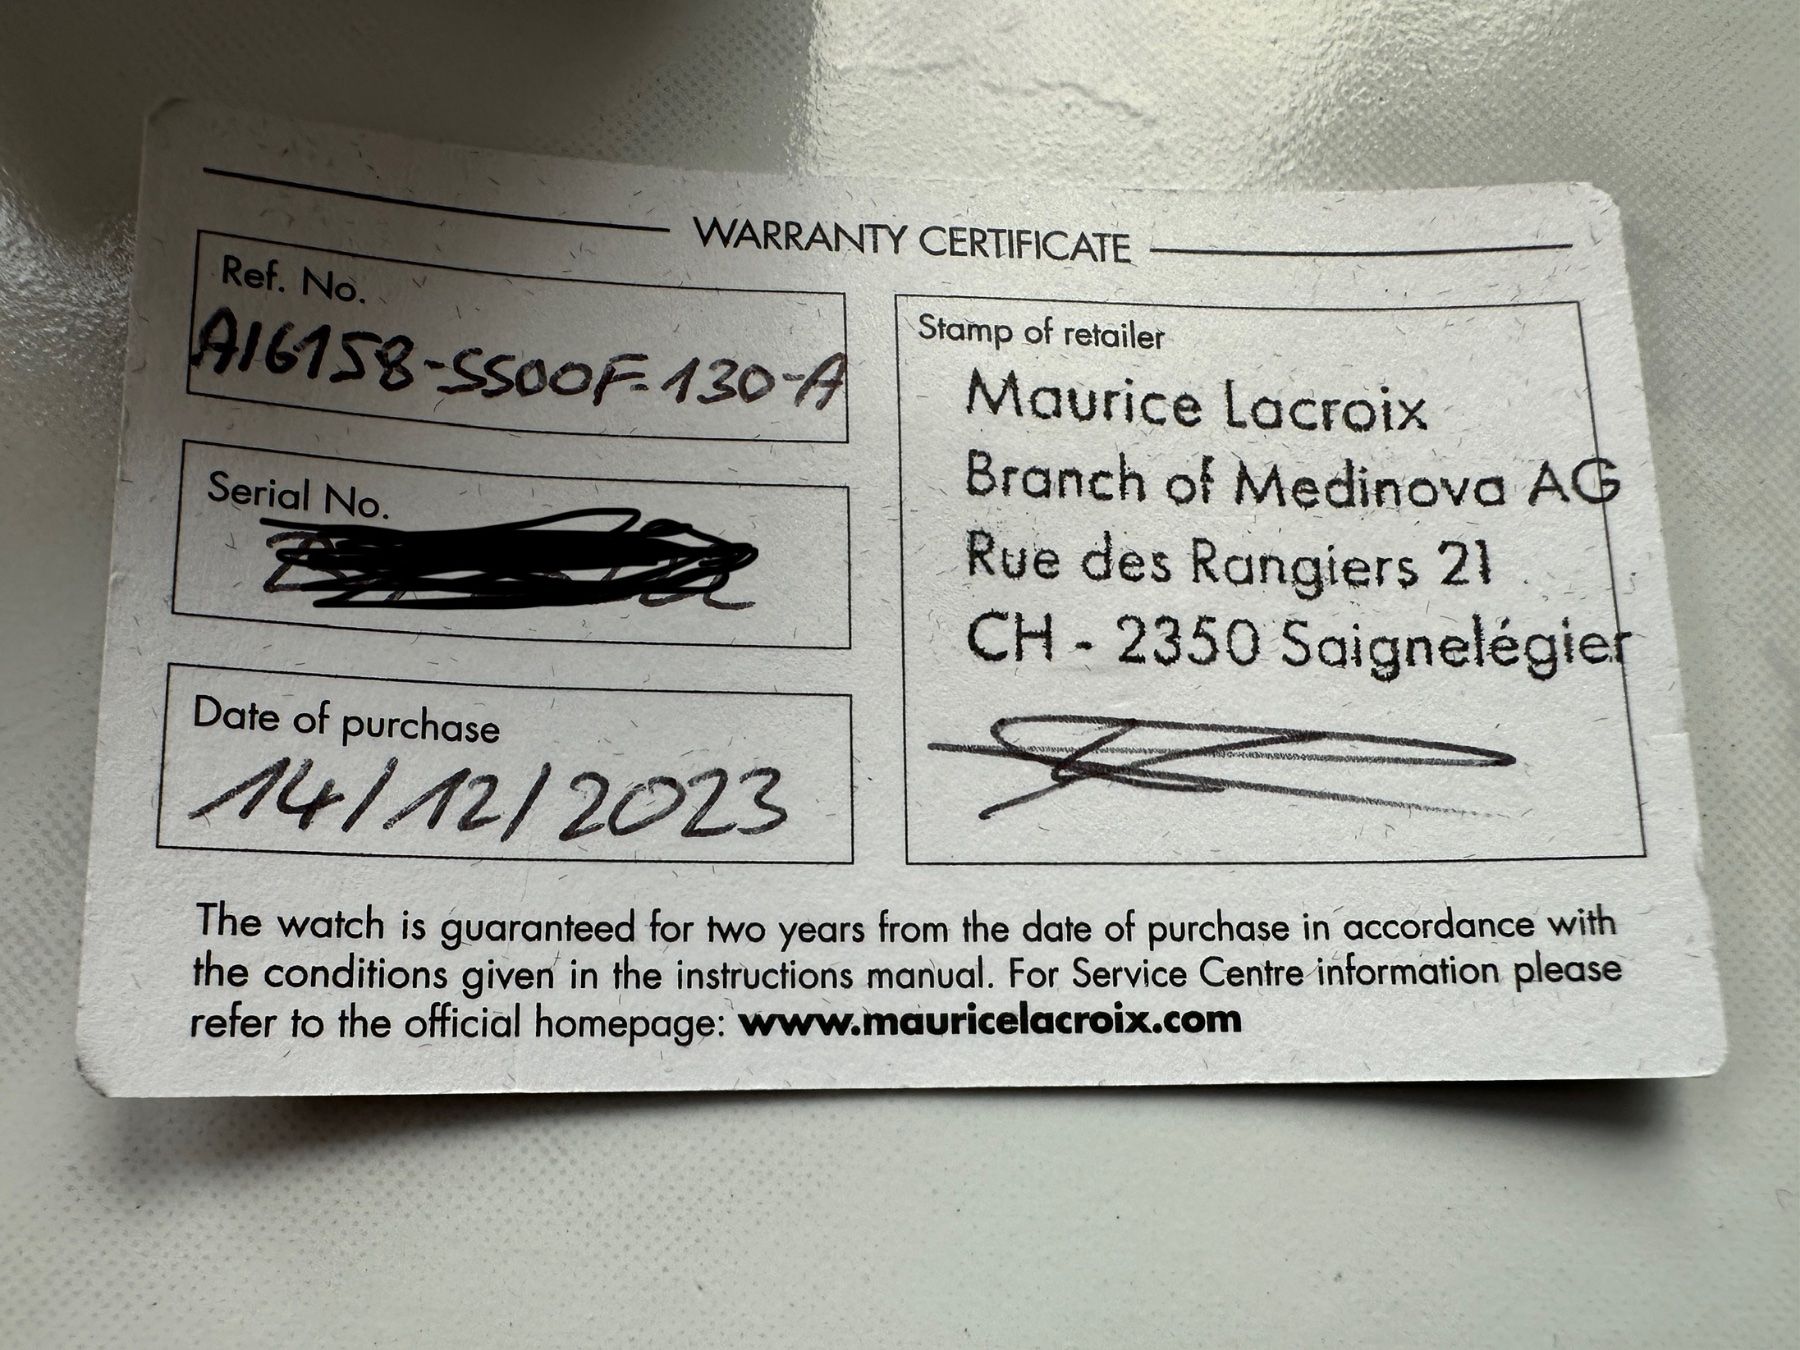 WARRANTY CERTIFICATE
Ref. No.
AI6158-SS00F-130-A
Serial No.
Date of purchase
14/12/2023
Stamp of retailer
Maurice Lacroix
Branch of Medinova AG
Rue des Rangiers 21
CH - 2350 Saignelégier
The watch is guaranteed for two years from the date of purchase in accordance with
the conditions given in the instructions manual. For Service Centre information please
refer to the official homepage: www.mauricelacroix.com